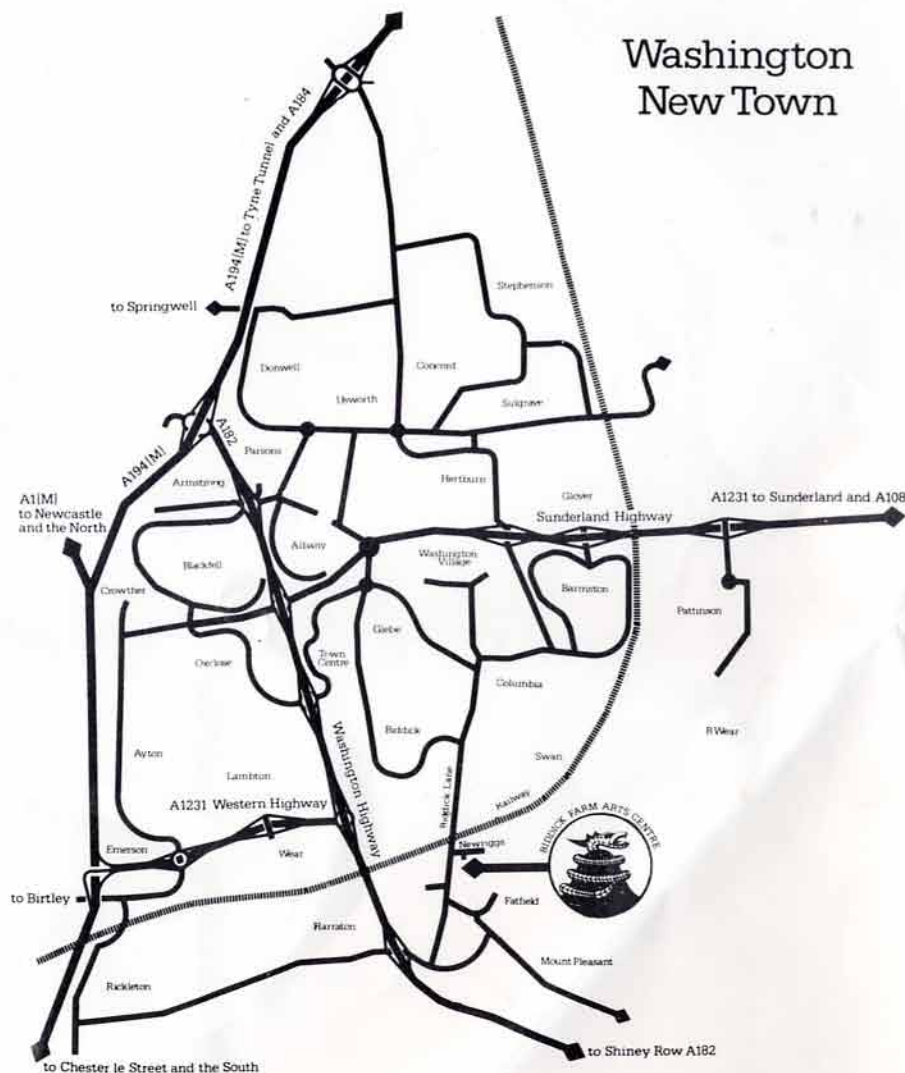 Washington
New Town
A194[M] to Tyne Tunnel and A184
to Springwell
Stephenson
Donwell
Concord
Usworth
Sulgrave
A182
A194[M]
Parsons
Armstrong
Hertburn
Glover
A1[M]
to Newcastle
and the North
A1231 to Sunderland and A108
Sunderland Highway
Albany
Washington
Village
Blackfell
Crowther
Barmston
Pattinson
Glebe
Oxclose
Town
Centre
Columbia
Biddick
R Wear
Ayton
Swan
Lambton
Washington Highway
Biddick Lane
Railway
A1231 Western Highway
BIDDICK FARM ARTS CENTRE
Emerson
Wear
Newriggs
to Birtley
Fatfield
Harraton
Mount Pleasant
Rickleton
to Shiney Row A182
to Chester le Street and the South